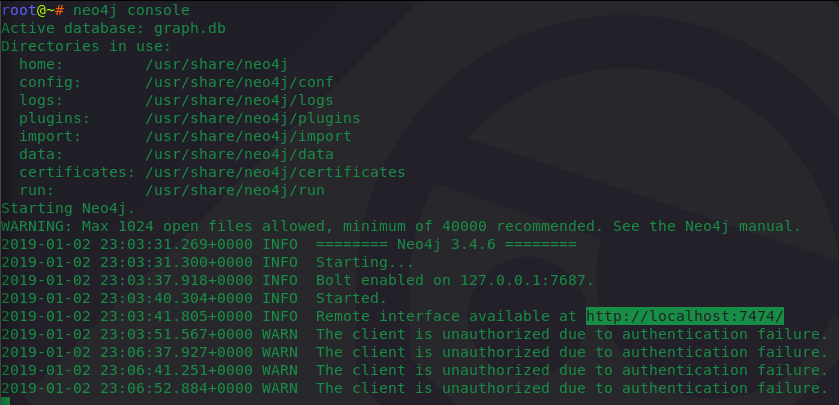 root@~# neo4j console
Active database: graph.db
Directories in use:
  home:         /usr/share/neo4j
  config:       /usr/share/neo4j/conf
  logs:         /usr/share/neo4j/logs
  plugins:      /usr/share/neo4j/plugins
  import:       /usr/share/neo4j/import
  data:         /usr/share/neo4j/data
  certificates: /usr/share/neo4j/certificates
  run:          /usr/share/neo4j/run
Starting Neo4j.
WARNING: Max 1024 open files allowed, minimum of 40000 recommended. See the Neo4j manual.
2019-01-02 23:03:31.269+0000 INFO  ======== Neo4j 3.4.6 ========
2019-01-02 23:03:31.300+0000 INFO  Starting...
2019-01-02 23:03:37.918+0000 INFO  Bolt enabled on 127.0.0.1:7687.
2019-01-02 23:03:40.304+0000 INFO  Started.
2019-01-02 23:03:41.805+0000 INFO  Remote interface available at http://localhost:7474/
2019-01-02 23:03:51.567+0000 WARN  The client is unauthorized due to authentication failure.
2019-01-02 23:06:37.927+0000 WARN  The client is unauthorized due to authentication failure.
2019-01-02 23:06:41.251+0000 WARN  The client is unauthorized due to authentication failure.
2019-01-02 23:06:52.884+0000 WARN  The client is unauthorized due to authentication failure.